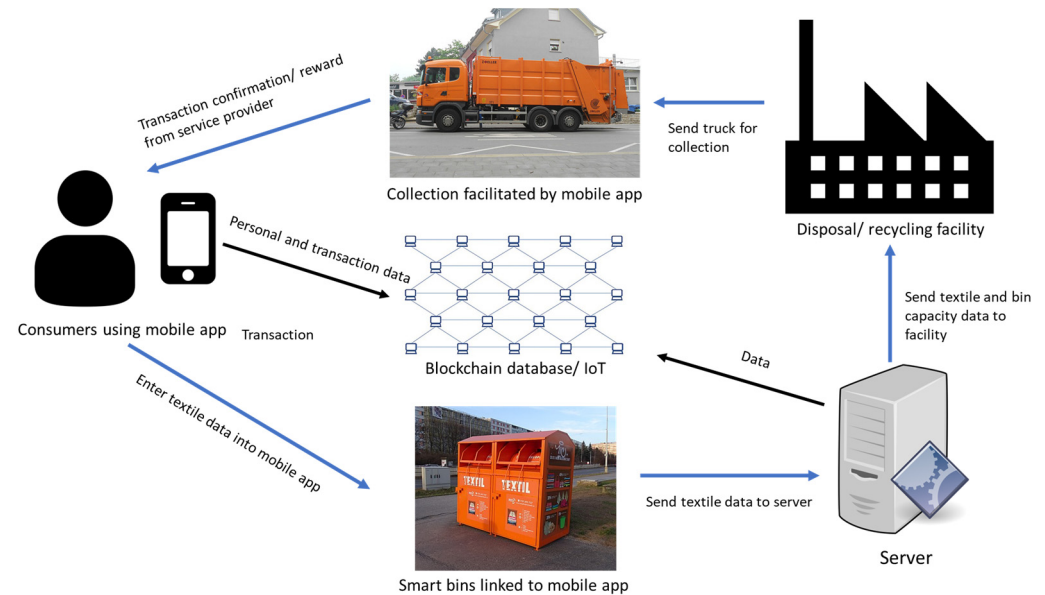 Transaction confirmation/ reward
from service provider
Send truck for
collection
Collection facilitated by mobile app
Disposal/ recycling facility
Personal and transaction data
Consumers using mobile app
Transaction
Blockchain database/ IoT
Send textile and bin
capacity data to
facility
Data
Enter textile data into mobile app
TEXTIL
TEXTIL
Send textile data to server
Server
Smart bins linked to mobile app